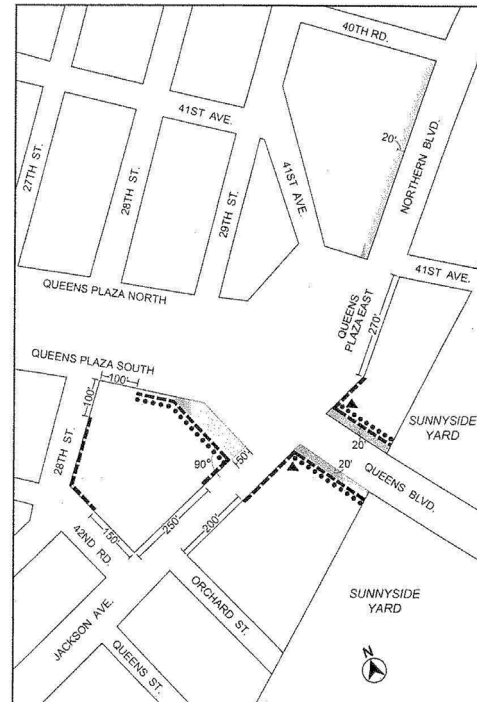 40TH RD.
20'
NORTHERN BLVD.
41ST AVE.
27TH ST.
28TH ST.
29TH ST.
41ST AVE.
41ST AVE.
QUEENS PLAZA NORTH
QUEENS
PLAZA EAST
270'
QUEENS PLAZA SOUTH
100'
100'
28TH ST.
SUNNYSIDE
YARD
20'
QUEENS BLVD.
50'
90°
20'
150'
250'
200'
42ND RD.
JACKSON AVE.
ORCHARD ST.
QUEENS ST.
SUNNYSIDE
YARD
N